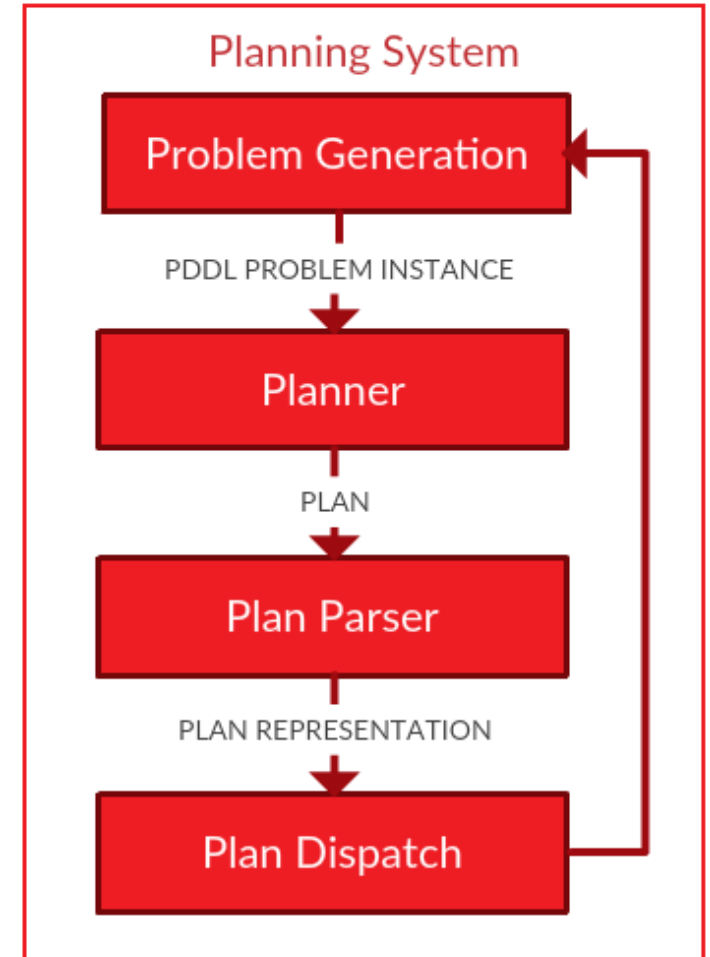 Planning System
Problem Generation
PDDL PROBLEM INSTANCE
Planner
PLAN
Plan Parser
PLAN REPRESENTATION
Plan Dispatch